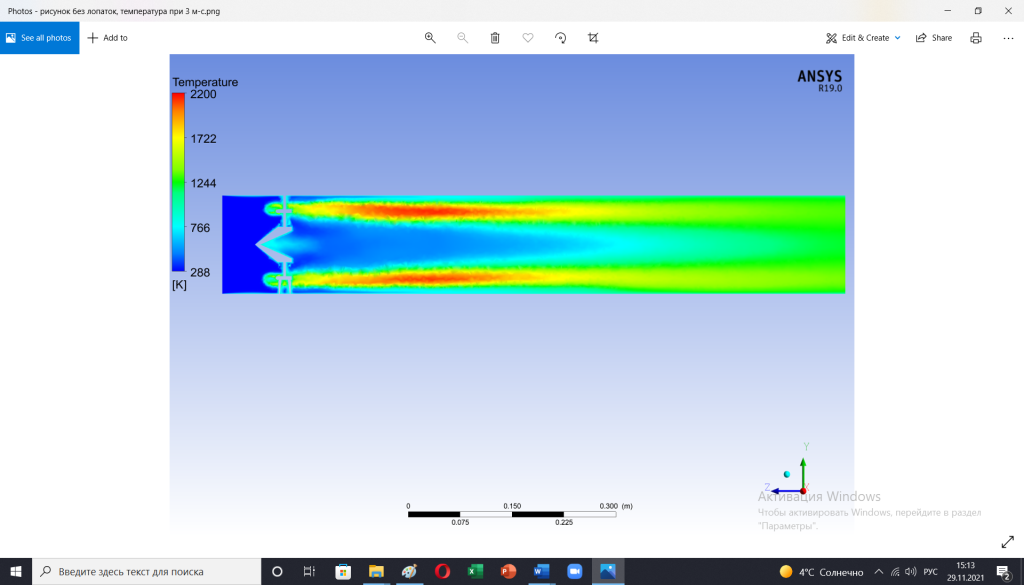 Photos - рисунок без лопаток, температура при 3 м-с.png
See all photos
Add to
Edit & Create
Share
Temperature
2200
1722
1244
766
288
[K]
ANSYS
R19.0
Y
Z
X
0 0.150 0.300 (m)
0.075 0.225
Активация Windows
Чтобы активировать Windows, перейдите в раздел
"Параметры".
Введите здесь текст для поиска
4°C Солнечно
РУС
15:13
29.11.2021
2